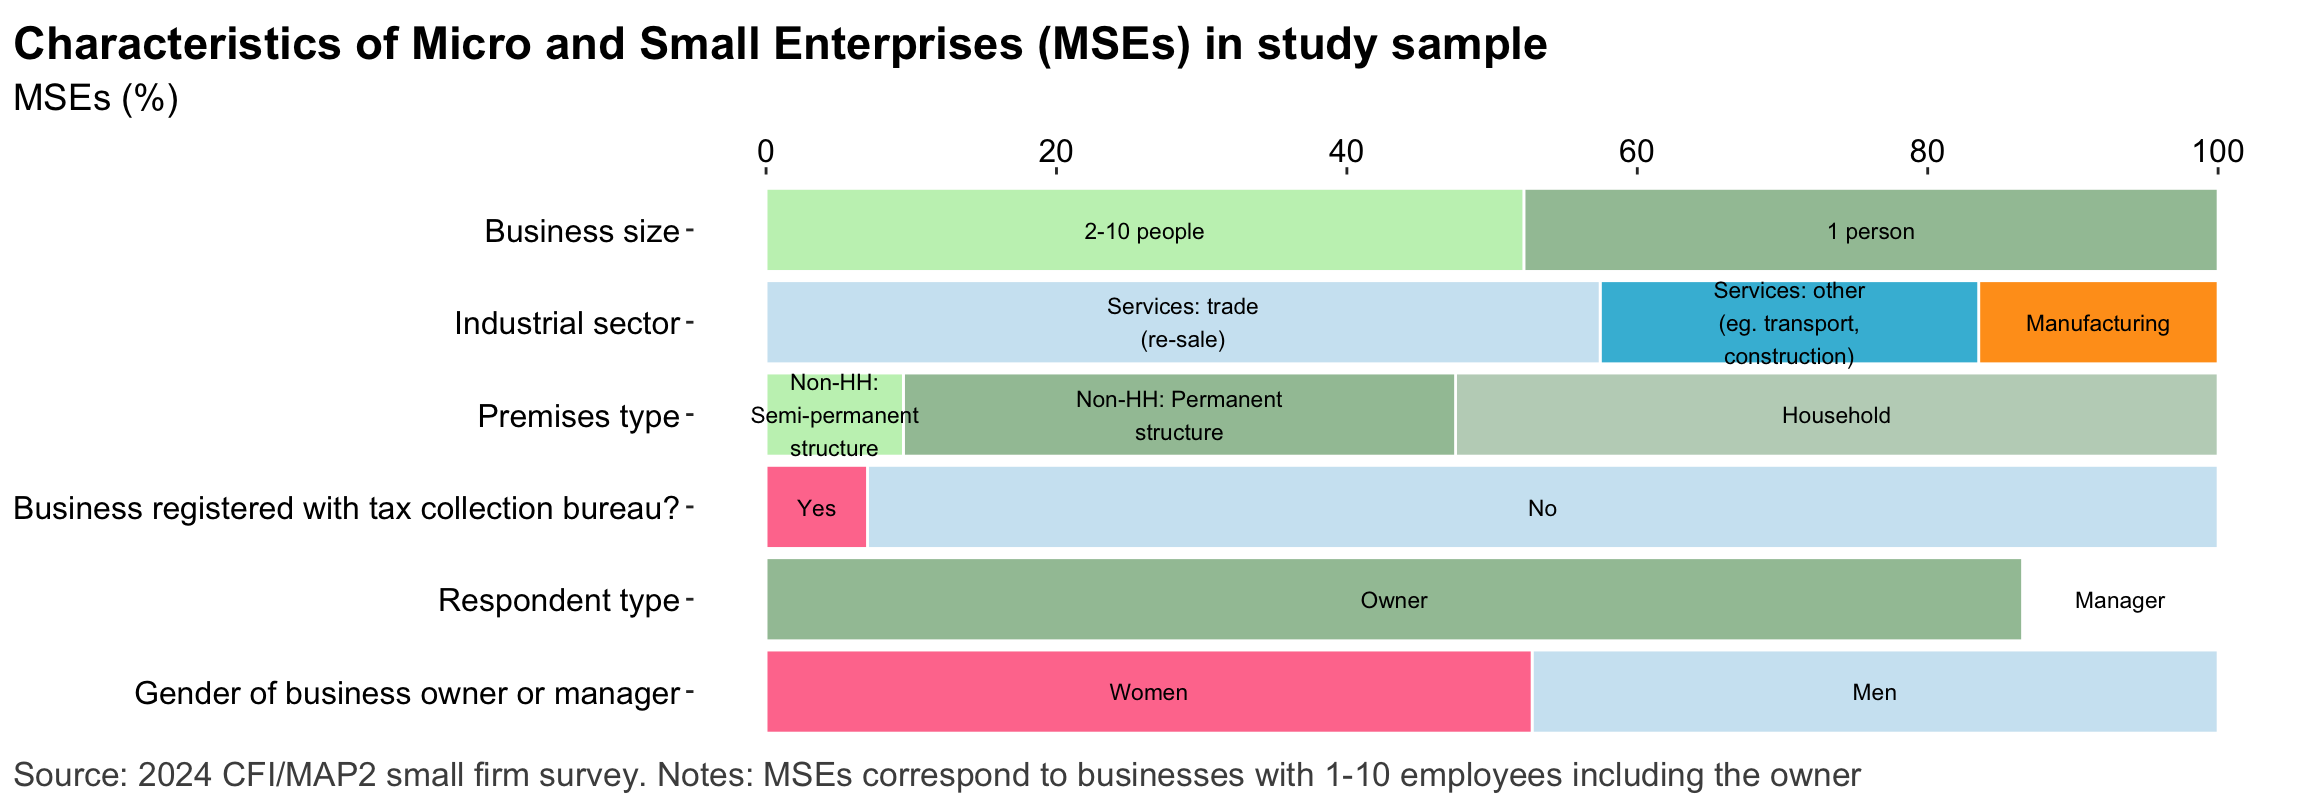 Characteristics of Micro and Small Enterprises (MSEs) in study sample
MSEs (%)
0 20 40 60 80 100
Business size
2-10 people
1 person
Industrial sector
Services: trade
(re-sale)
Services: other
(eg. transport,
construction)
Manufacturing
Premises type
Non-HH:
Semi-permanent
structure
Non-HH: Permanent
structure
Household
Business registered with tax collection bureau?
Yes
No
Respondent type
Owner
Manager
Gender of business owner or manager
Women
Men
Source: 2024 CFI/MAP2 small firm survey. Notes: MSEs correspond to businesses with 1-10 employees including the owner